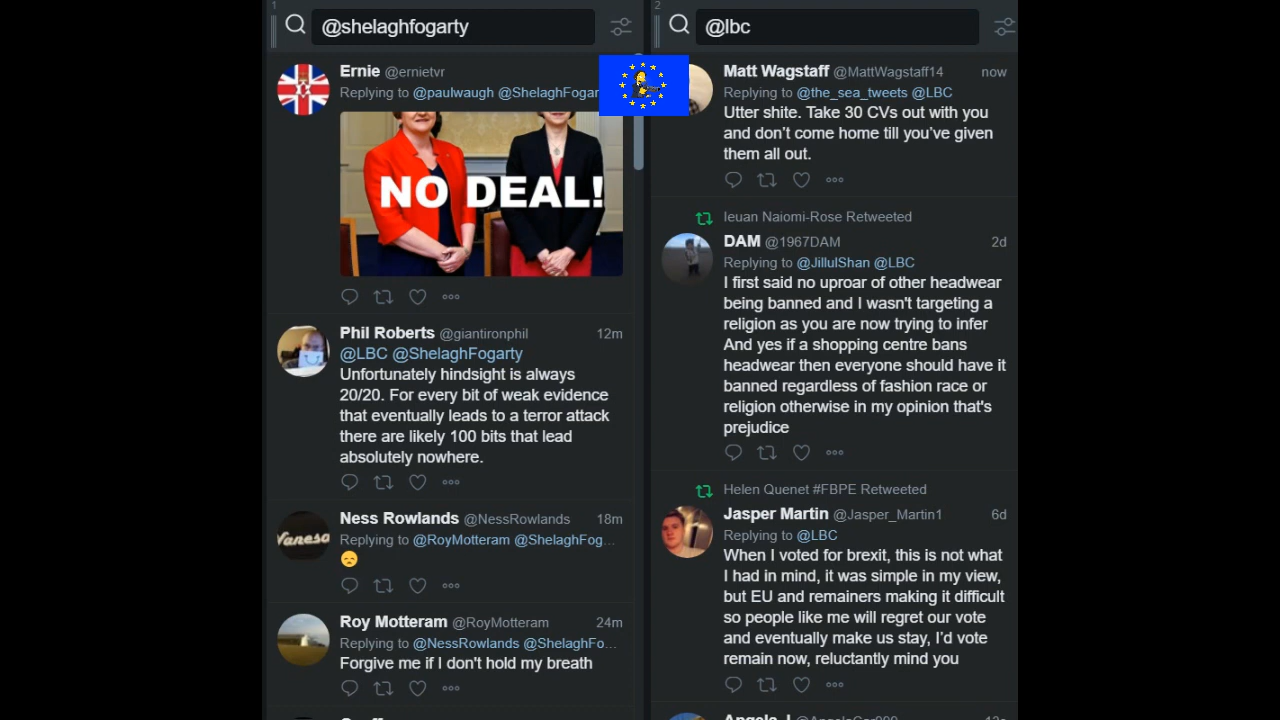 1
@shelaghfogarty
Ernie @ernietvr
Replying to @paulwaugh @ShelaghFogar
NO DEAL!
Phil Roberts @giantironphil 12m
@LBC @ShelaghFogarty
Unfortunately hindsight is always
20/20. For every bit of weak evidence
that eventually leads to a terror attack
there are likely 100 bits that lead
absolutely nowhere.
Vanesa
Ness Rowlands @NessRowlands 18m
Replying to @RoyMotteram @ShelaghFog...
😞
Roy Motteram @RoyMotteram 24m
Replying to @NessRowlands @ShelaghFo...
Forgive me if I don't hold my breath
2
@lbc
Matt Wagstaff @MattWagstaff14 now
Replying to @the_sea_tweets @LBC
Utter shite. Take 30 CVs out with you
and don’t come home till you’ve given
them all out.
Ieuan Naiomi-Rose Retweeted
DAM @1967DAM 2d
Replying to @JillulShan @LBC
I first said no uproar of other headwear
being banned and I wasn't targeting a
religion as you are now trying to infer
And yes if a shopping centre bans
headwear then everyone should have it
banned regardless of fashion race or
religion otherwise in my opinion that's
prejudice
Helen Quenet #FBPE Retweeted
Jasper Martin @Jasper_Martin1 6d
Replying to @LBC
When I voted for brexit, this is not what
I had in mind, it was simple in my view,
but EU and remainers making it difficult
so people like me will regret our vote
and eventually make us stay, I’d vote
remain now, reluctantly mind you